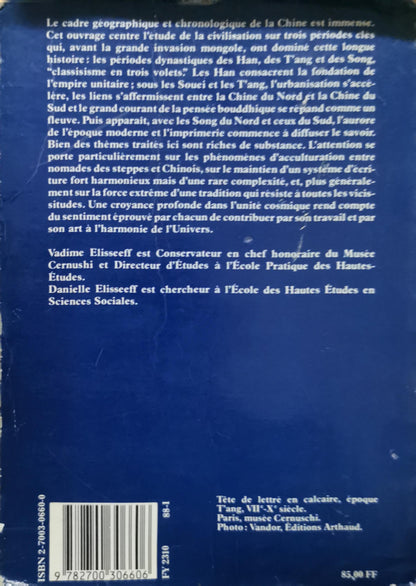 Le cadre géographique et chronologique de la Chine est immense.
Cet ouvrage centre l'étude de la civilisation sur trois périodes clés
qui, avant la grande invasion mongole, ont dominé cette longue
histoire : les périodes dynastiques des Han, des T'ang et des Song,
"classisisme en trois volets." Les Han consacrent la fondation de
l'empire unitaire ; sous les Souei et les T'ang, l'urbanisation s'accé-
lère, les liens s'affermissent entre la Chine du Nord et la Chine du
Sud et le grand courant de la pensée bouddhique se répand comme un
fleuve. Puis apparaît, avec les Song du Nord et ceux du Sud, l'aurore
de l'époque moderne et l'imprimerie commence à diffuser le savoir.
Bien des thèmes traités ici sont riches de substance. L'attention se
porte particulièrement sur les phénomènes d'acculturation entre
nomades des steppes et Chinois, sur le maintien d'un système d'écri-
ture fort harmonieux mais d'une rare complexité, et, plus générale-
ment sur la force extrême d'une tradition qui résiste à toutes les vicis-
situdes. Une croyance profonde dans l'unité cosmique rend compte
du sentiment éprouvé par chacun de contribuer par son travail et par
son art à l'harmonie de l'Univers.
Vadime Elisseeff est Conservateur en chef honoraire du Musée
Cernushi et Directeur d'Études à l'École Pratique des Hautes-
Études.
Danielle Elisseeff est chercheur à l'École des Hautes Études en
Sciences Sociales.
ISBN 2-7003-0660-0
9 782700 306606
FY 2310
88-1
Tête de lettré en calcaire, époque
T'ang, VIIe-Xe siècle.
Paris, musée Cernuschi.
Photo : Vandor, Éditions Arthaud.
85,00 FF